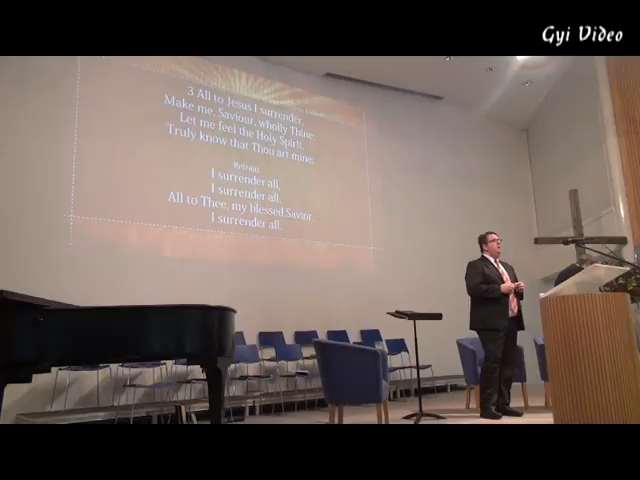 Gyi Video
3 All to Jesus I surrender,
Make me, Saviour, wholly Thine;
Let me feel the Holy Spirit,
Truly know that Thou art mine;
Refrain
I surrender all,
I surrender all,
All to Thee, my blessed Savior,
I surrender all.